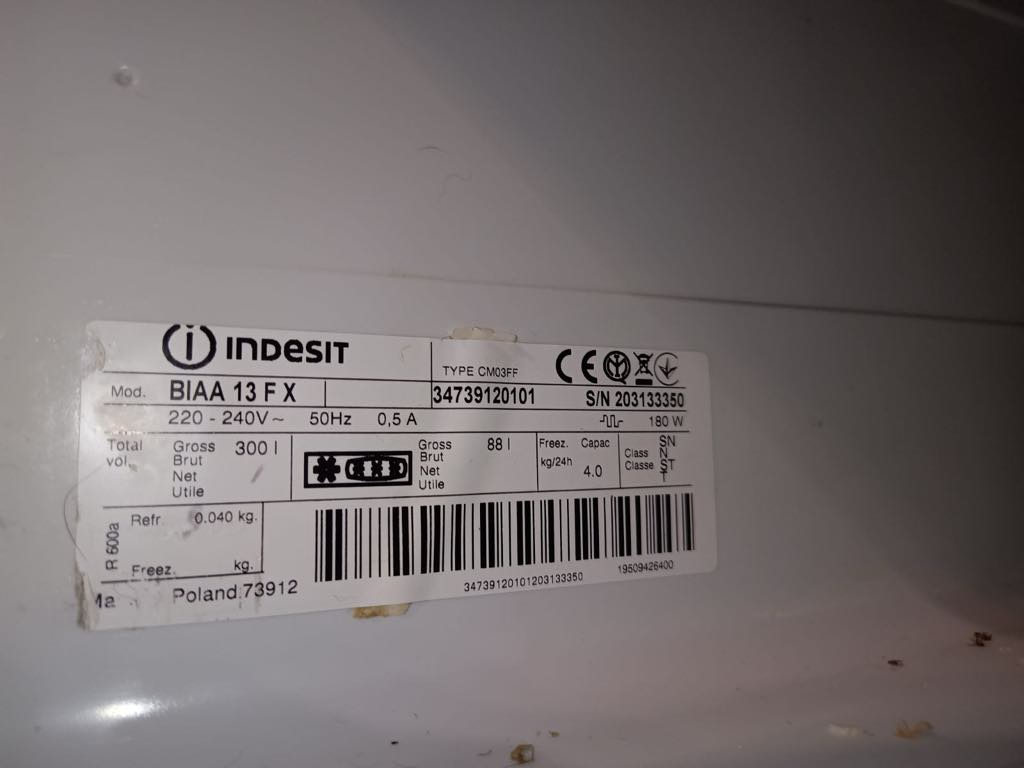 indesit
TYPE CM03FF
Mod. BIAA 13 F X
34739120101 S/N 203133350
220 - 240V ~ 50Hz 0,5 A 180 W
Total vol.
Gross 300 l
Brut
Net
Utile
Gross 88 l
Brut
Net
Utile
Freez. Capac
kg/24h 4.0
Class
Classe
SN
N
ST
T
R 600a
Refr. 0.040 kg.
Freez. kg.
Poland 73912
34739120101203133350
19509426400